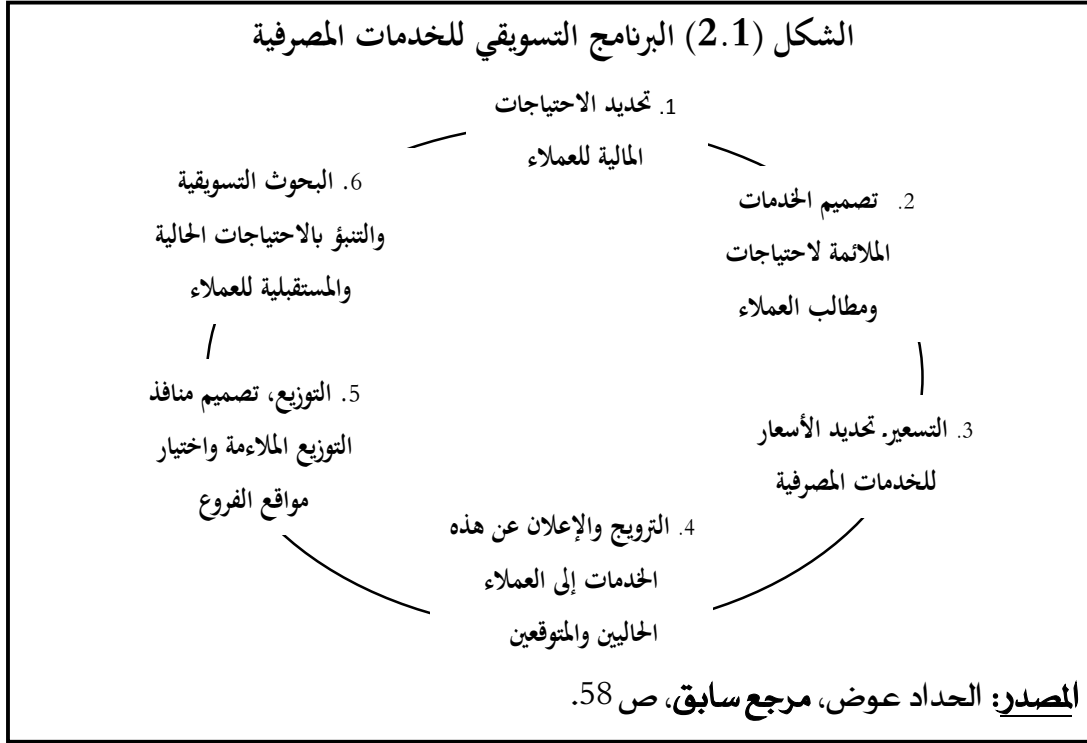 الشكل (2.1) البرنامج التسويقي للخدمات المصرفية
1. تحديد الاحتياجات
المالية للعملاء
2. تصميم الخدمات
الملائمة لاحتياجات
ومطالب العملاء
3. التسعير. تحديد الأسعار
للخدمات المصرفية
4. الترويج والإعلان عن هذه
الخدمات إلى العملاء
الحاليين والمتوقعين
5. التوزيع، تصميم منافذ
التوزيع الملاءمة واختيار
مواقع الفروع
6. البحوث التسويقية
والتنبؤ بالاحتياجات الحالية
والمستقبلية للعملاء
المصدر: الحداد عوض، مرجع سابق، ص 58.